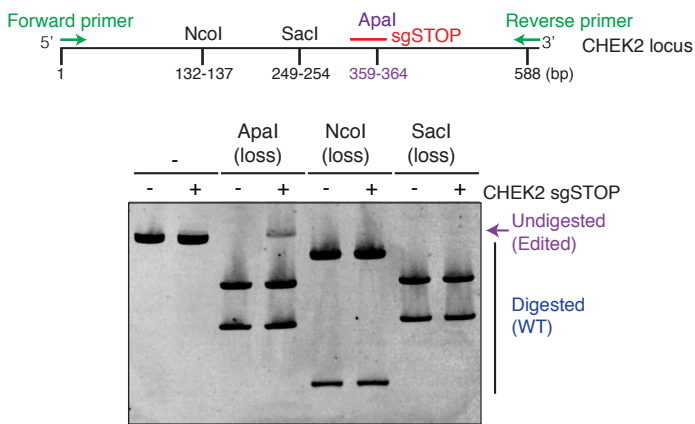 Forward primer
ApaI
Reverse primer
5’
NcoI
SacI
sgSTOP
3’
CHEK2 locus
1
132-137
249-254
359-364
588 (bp)
-
ApaI
(loss)
NcoI
(loss)
SacI
(loss)
- + - + - + - + CHEK2 sgSTOP
Undigested
(Edited)
Digested
(WT)